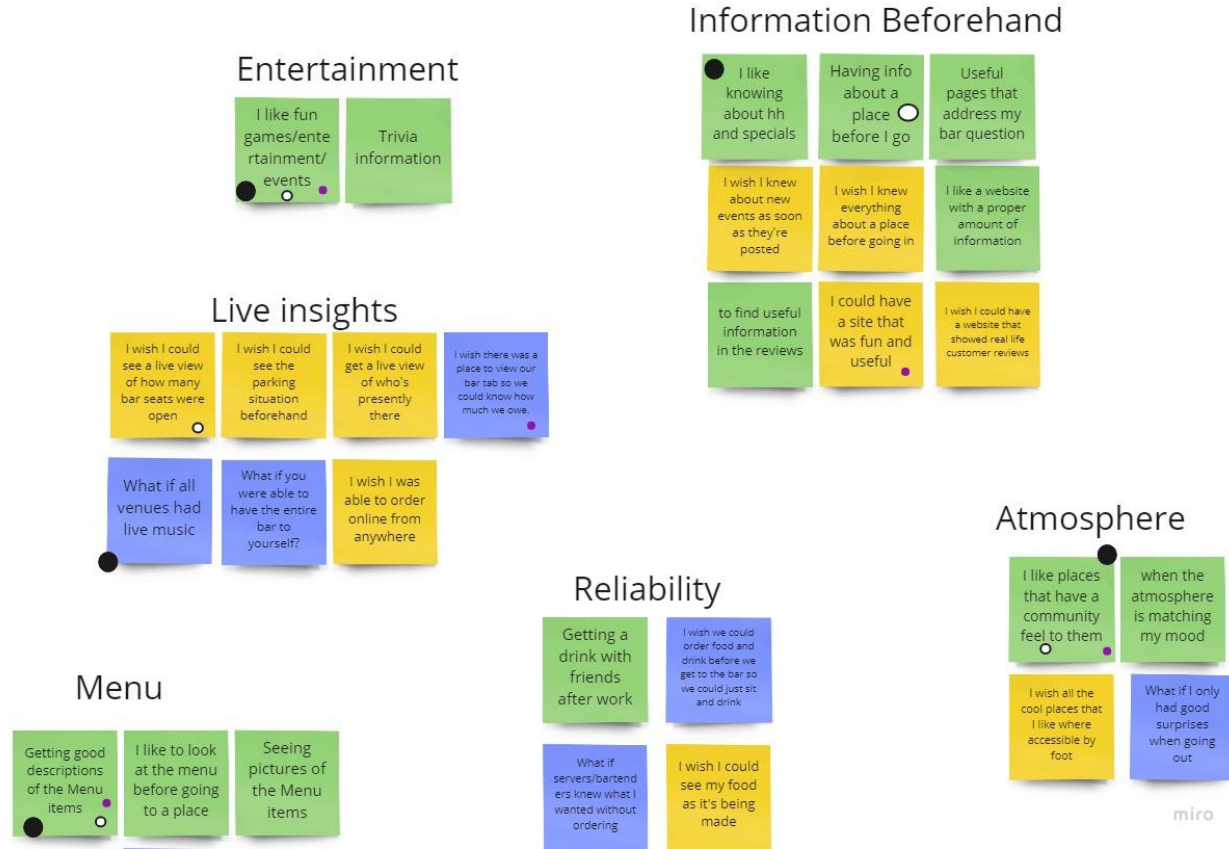 Information Beforehand
Entertainment
I like fun
games/ente
rtainment/
events
Trivia
information
I like
knowing
about hh
and specials
Having info
about a
place
before I go
Useful
pages that
address my
bar question
I wish I knew
about new
events as soon
as they're
posted
I wish I knew
everything
about a place
before going in
I like a website
with a proper
amount of
information
to find useful
information
in the reviews
I could have
a site that
was fun and
useful
I wish I could have
a website that
showed real life
customer reviews
Live insights
I wish I could
see a live view
of how many
bar seats were
open
I wish I could
see the
parking
situation
beforehand
I wish I could
get a live view
of who's
presently
there
I wish there was a
place to view our
bar tab so we
could know how
much we owe.
What if all
venues had
live music
What if you
were able to
have the entire
bar to
yourself?
I wish I was
able to order
online from
anywhere
Atmosphere
I like places
that have a
community
feel to them
when the
atmosphere
is matching
my mood
I wish all the
cool places that
I like where
accessible by
foot
What if I only
had good
surprises
when going
out
Reliability
Getting a
drink with
friends
after work
I wish we could
order food and
drink before we
get to the bar so
we could just sit
and drink
What if
servers/bartend
ers knew what I
wanted without
ordering
I wish I could
see my food
as it's being
made
Menu
Getting good
descriptions
of the Menu
items
I like to look
at the menu
before going
to a place
Seeing
pictures of
the Menu
items
miro